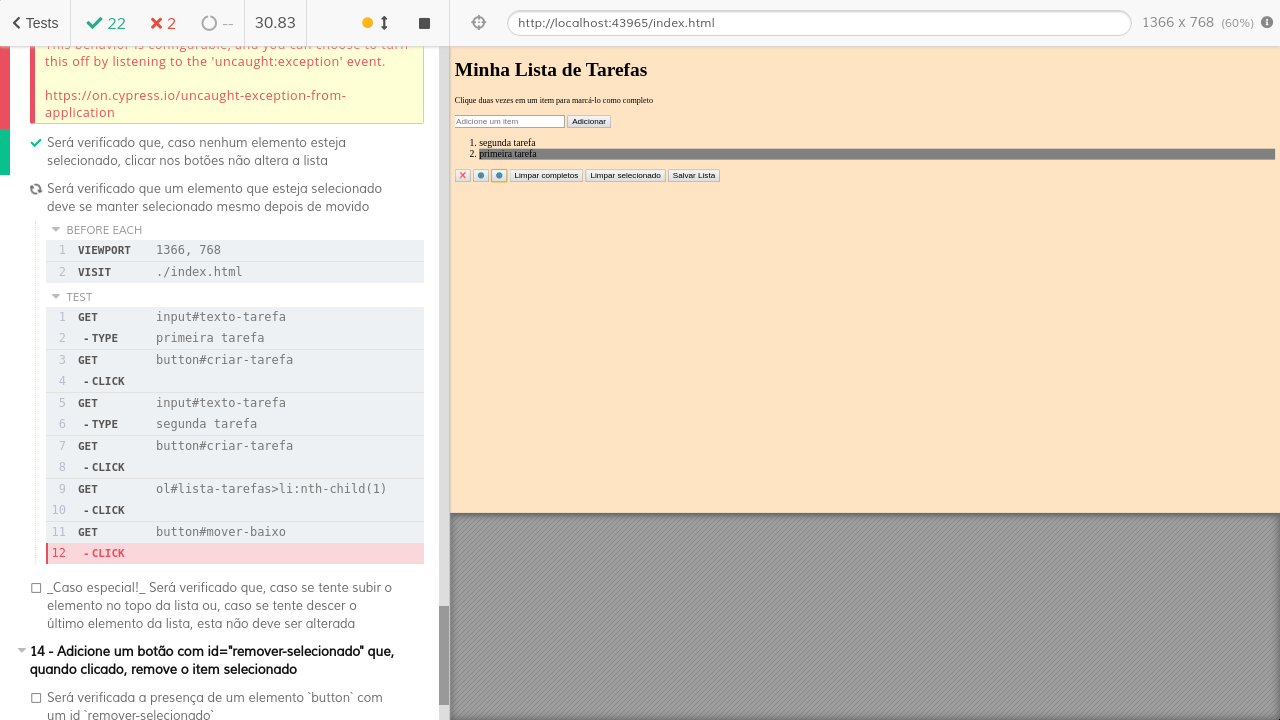 Tests
22
2
--
30.83
http://localhost:43965/index.html
1366 x 768 (60%)
This behavior is configurable, and you can choose to turn
this off by listening to the 'uncaught:exception' event.
https://on.cypress.io/uncaught-exception-from-
application
Será verificado que, caso nenhum elemento esteja
selecionado, clicar nos botões não altera a lista
Será verificado que um elemento que esteja selecionado
deve se manter selecionado mesmo depois de movido
BEFORE EACH
1 VIEWPORT 1366, 768
2 VISIT ./index.html
TEST
1 GET input#texto-tarefa
2 -TYPE primeira tarefa
3 GET button#criar-tarefa
4 -CLICK
5 GET input#texto-tarefa
6 -TYPE segunda tarefa
7 GET button#criar-tarefa
8 -CLICK
9 GET ol#lista-tarefas>li:nth-child(1)
10 -CLICK
11 GET button#mover-baixo
12 -CLICK
_Caso especial!_ Será verificado que, caso se tente subir o
elemento no topo da lista ou, caso se tente descer o
último elemento da lista, esta não deve ser alterada
14 - Adicione um botão com id="remover-selecionado" que,
quando clicado, remove o item selecionado
Será verificada a presença de um elemento `button` com
um id `remover-selecionado`
Minha Lista de Tarefas
Clique duas vezes em um item para marcá-lo como completo
Adicione um item
Adicionar
1. segunda tarefa
2. primeira tarefa
Limpar completos
Limpar selecionado
Salvar Lista